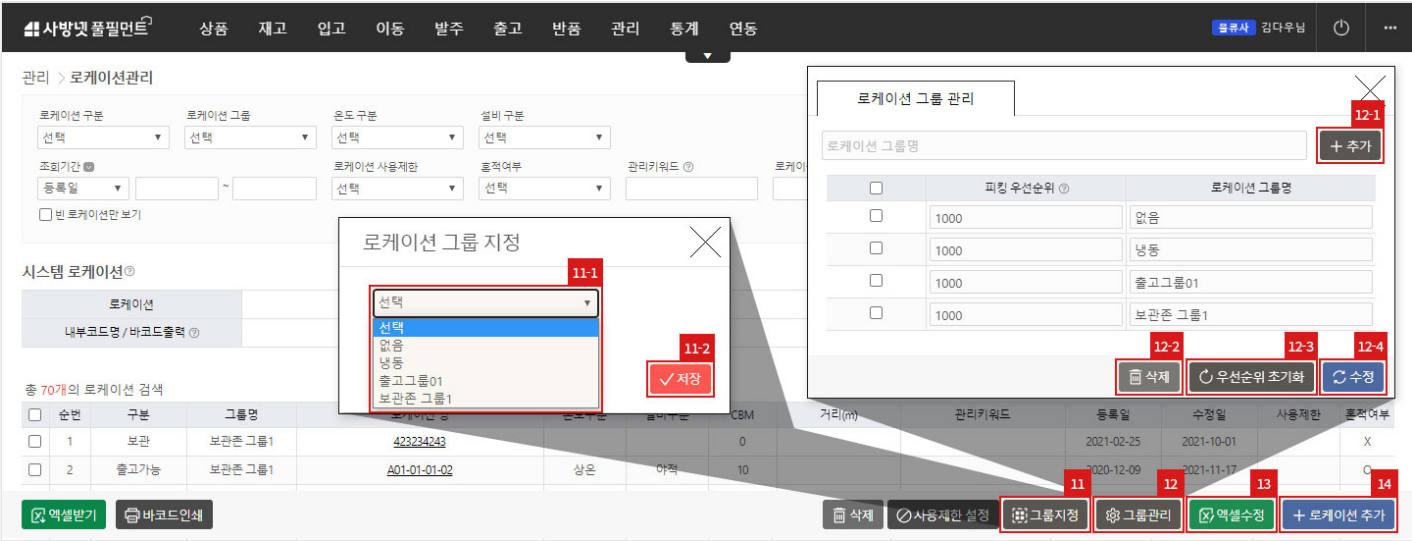 사방넷풀필먼트 상품 재고 입고 이동 발주 출고 반품 관리 통계 연동 물류사 김다우님 ...
▼
관리 > 로케이션관리
로케이션 구분 로케이션 그룹 온도 구분 설비 구분
선택 ▼ 선택 ▼ 선택 ▼ 선택 ▼
조회기간 로케이션 사용제한 혼적여부 관리키워드 ? 로케이
등록일 ▼ ~ 선택 ▼ 선택 ▼
빈 로케이션만 보기
시스템 로케이션?
로케이션
내부코드명 / 바코드출력 ?
로케이션 그룹 지정
11-1
선택 ▼
선택
없음
냉동
출고그룹01
보관존 그룹1
11-2
저장
로케이션 그룹 관리
12-1
로케이션 그룹명 + 추가
피킹 우선순위 ? 로케이션 그룹명
1000 없음
1000 냉동
1000 출고그룹01
1000 보관존 그룹1
12-2 12-3 12-4
삭제 우선순위 초기화 수정
총 70개의 로케이션 검색
순번 구분 그룹명 로케이션 명 온도구분 설비구분 CBM 거리(m) 관리키워드 등록일 수정일 사용제한 혼적여부
1 보관 보관존 그룹1 423234243 0 2021-02-25 2021-10-01 X
2 출고가능 보관존 그룹1 A01-01-01-02 상온 야적 10 2020-12-09 2021-11-17 O
11 12 13 14
엑셀받기 바코드인쇄 삭제 사용제한 설정 그룹지정 그룹관리 엑셀수정 + 로케이션 추가